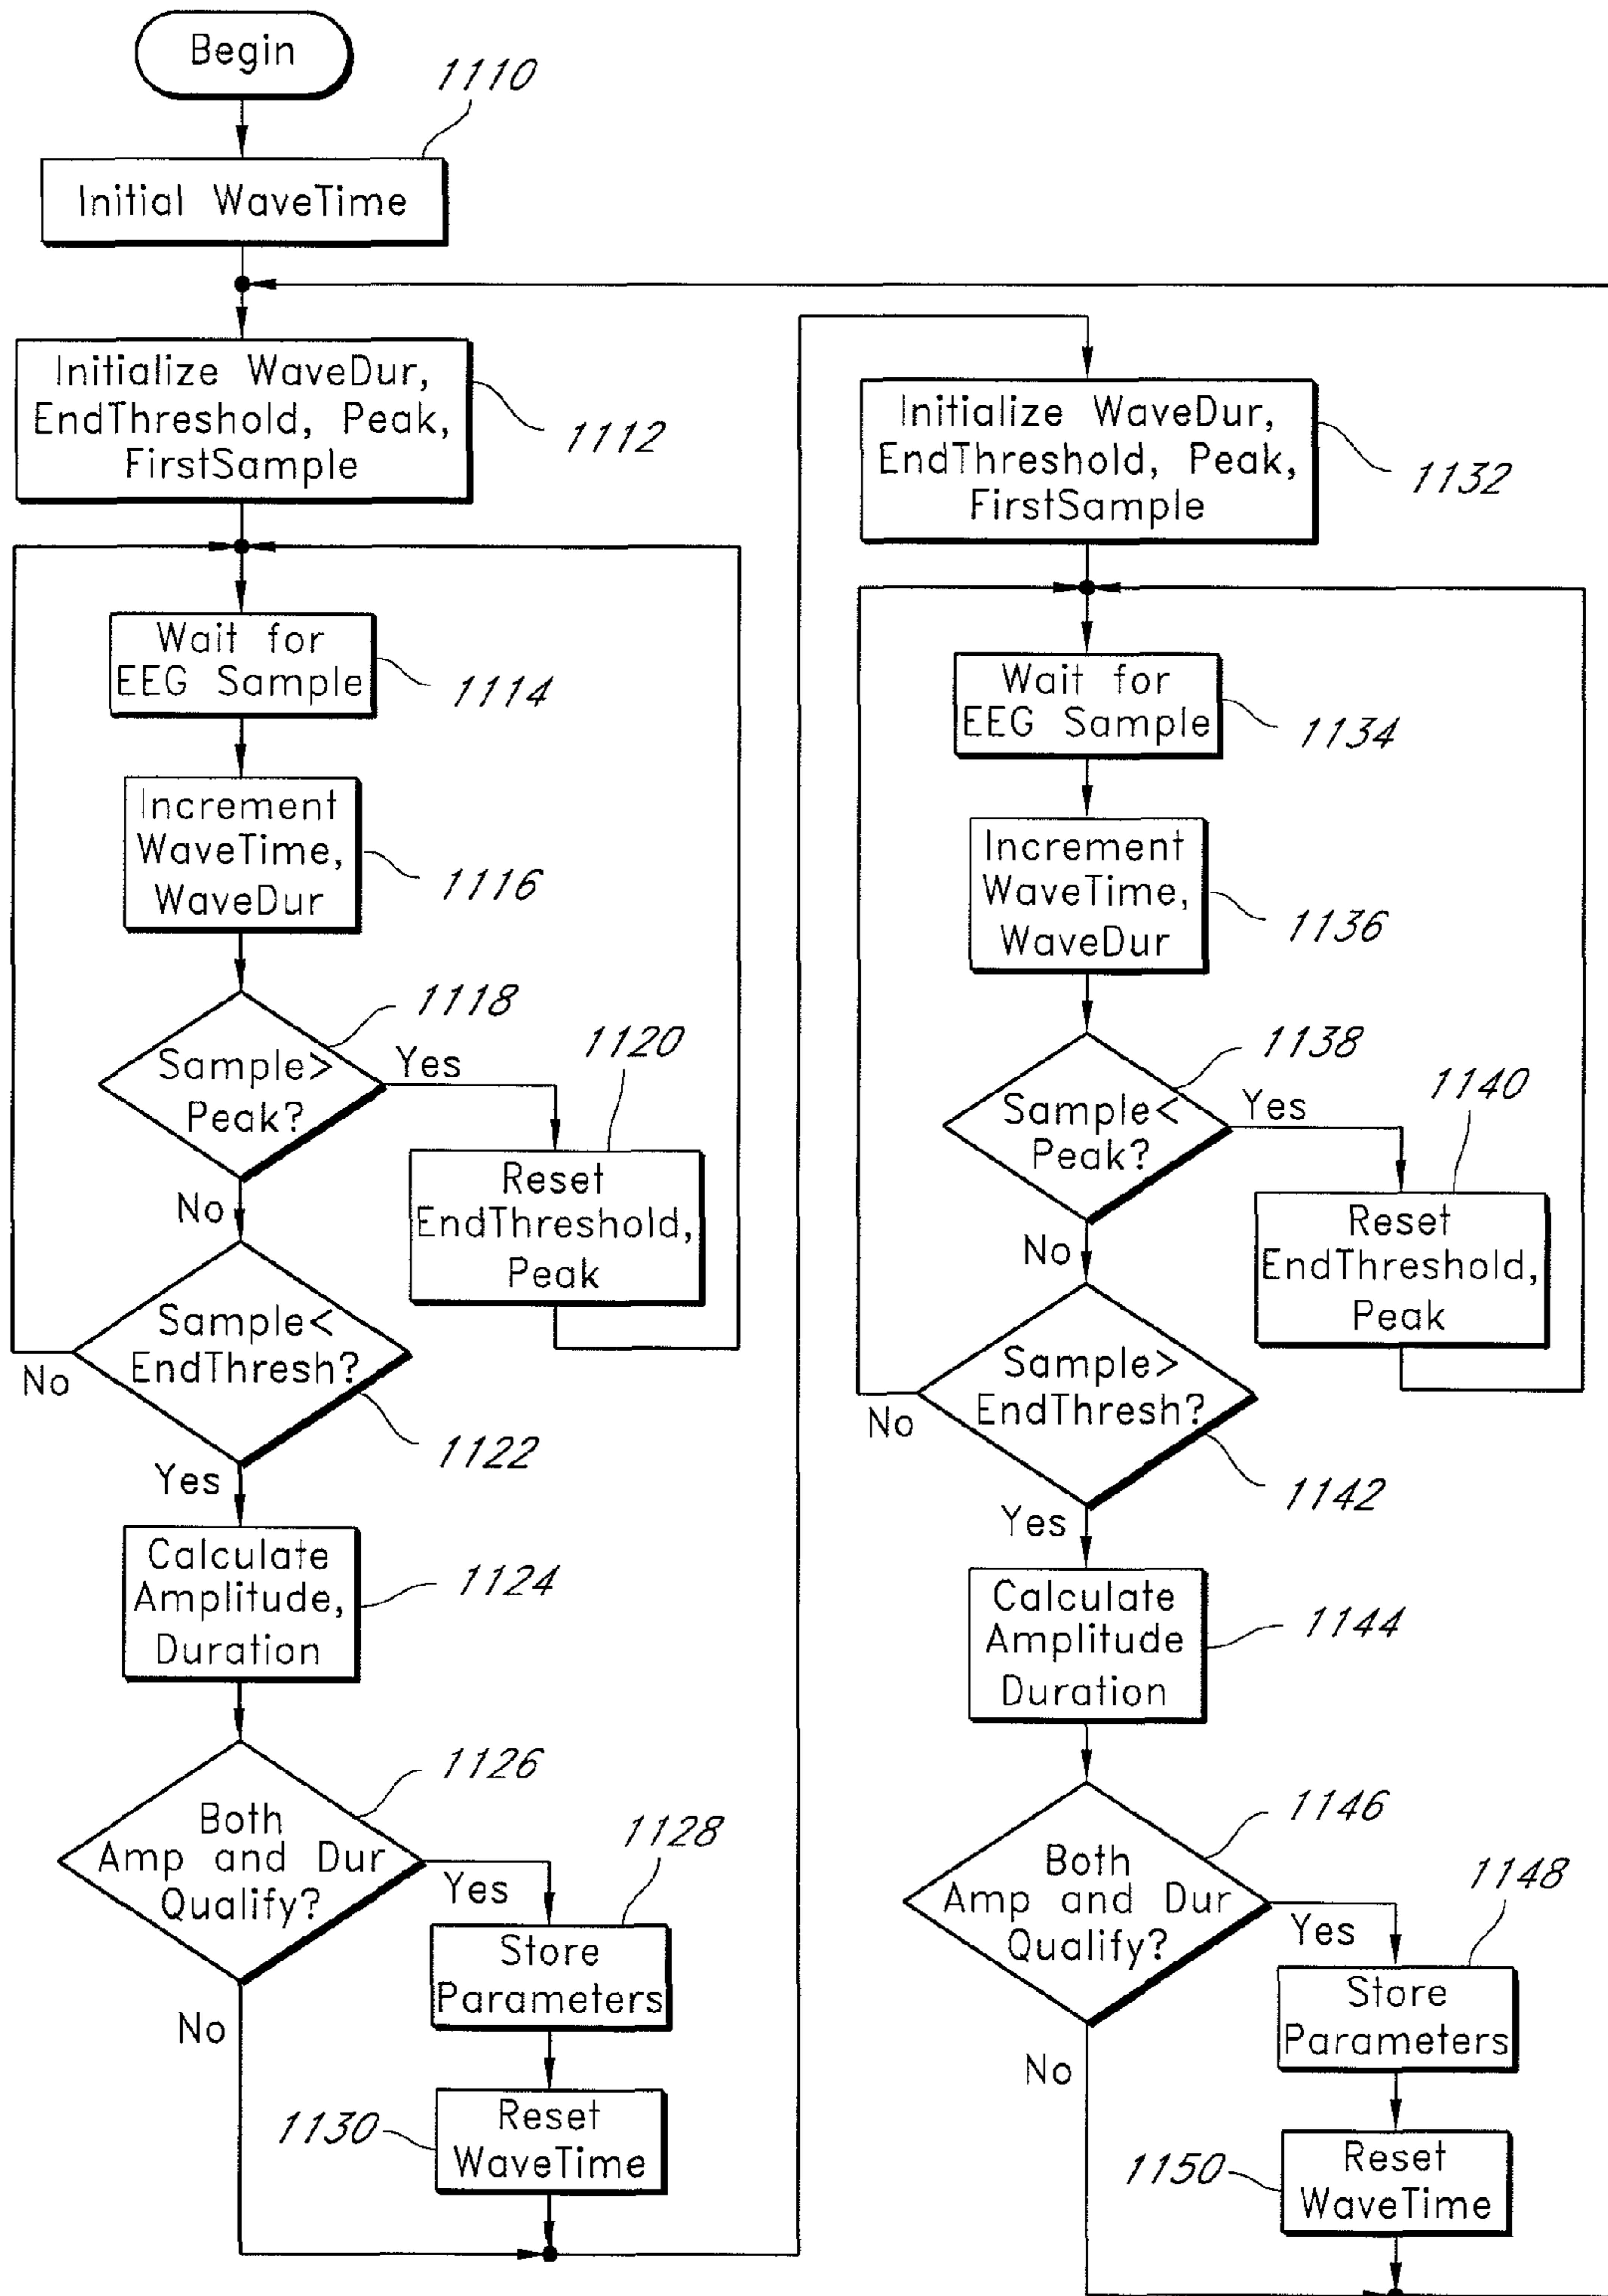 Begin
1110
Initial WaveTime
Initialize WaveDur,
EndThreshold, Peak,
FirstSample
1112
Wait for
EEG Sample
1114
Increment
WaveTime,
WaveDur
1116
1118
Sample>
Peak?
Yes
1120
Reset
EndThreshold,
Peak
No
Sample<
EndThresh?
No
1122
Yes
Calculate
Amplitude,
Duration
1124
1126
Both
Amp and Dur
Qualify?
Yes
1128
Store
Parameters
No
1130
Reset
WaveTime
Initialize WaveDur,
EndThreshold, Peak,
FirstSample
1132
Wait for
EEG Sample
1134
Increment
WaveTime,
WaveDur
1136
1138
Sample<
Peak?
Yes
1140
Reset
EndThreshold,
Peak
No
Sample>
EndThresh?
No
1142
Yes
Calculate
Amplitude
Duration
1144
1146
Both
Amp and Dur
Qualify?
Yes
1148
Store
Parameters
No
1150
Reset
WaveTime